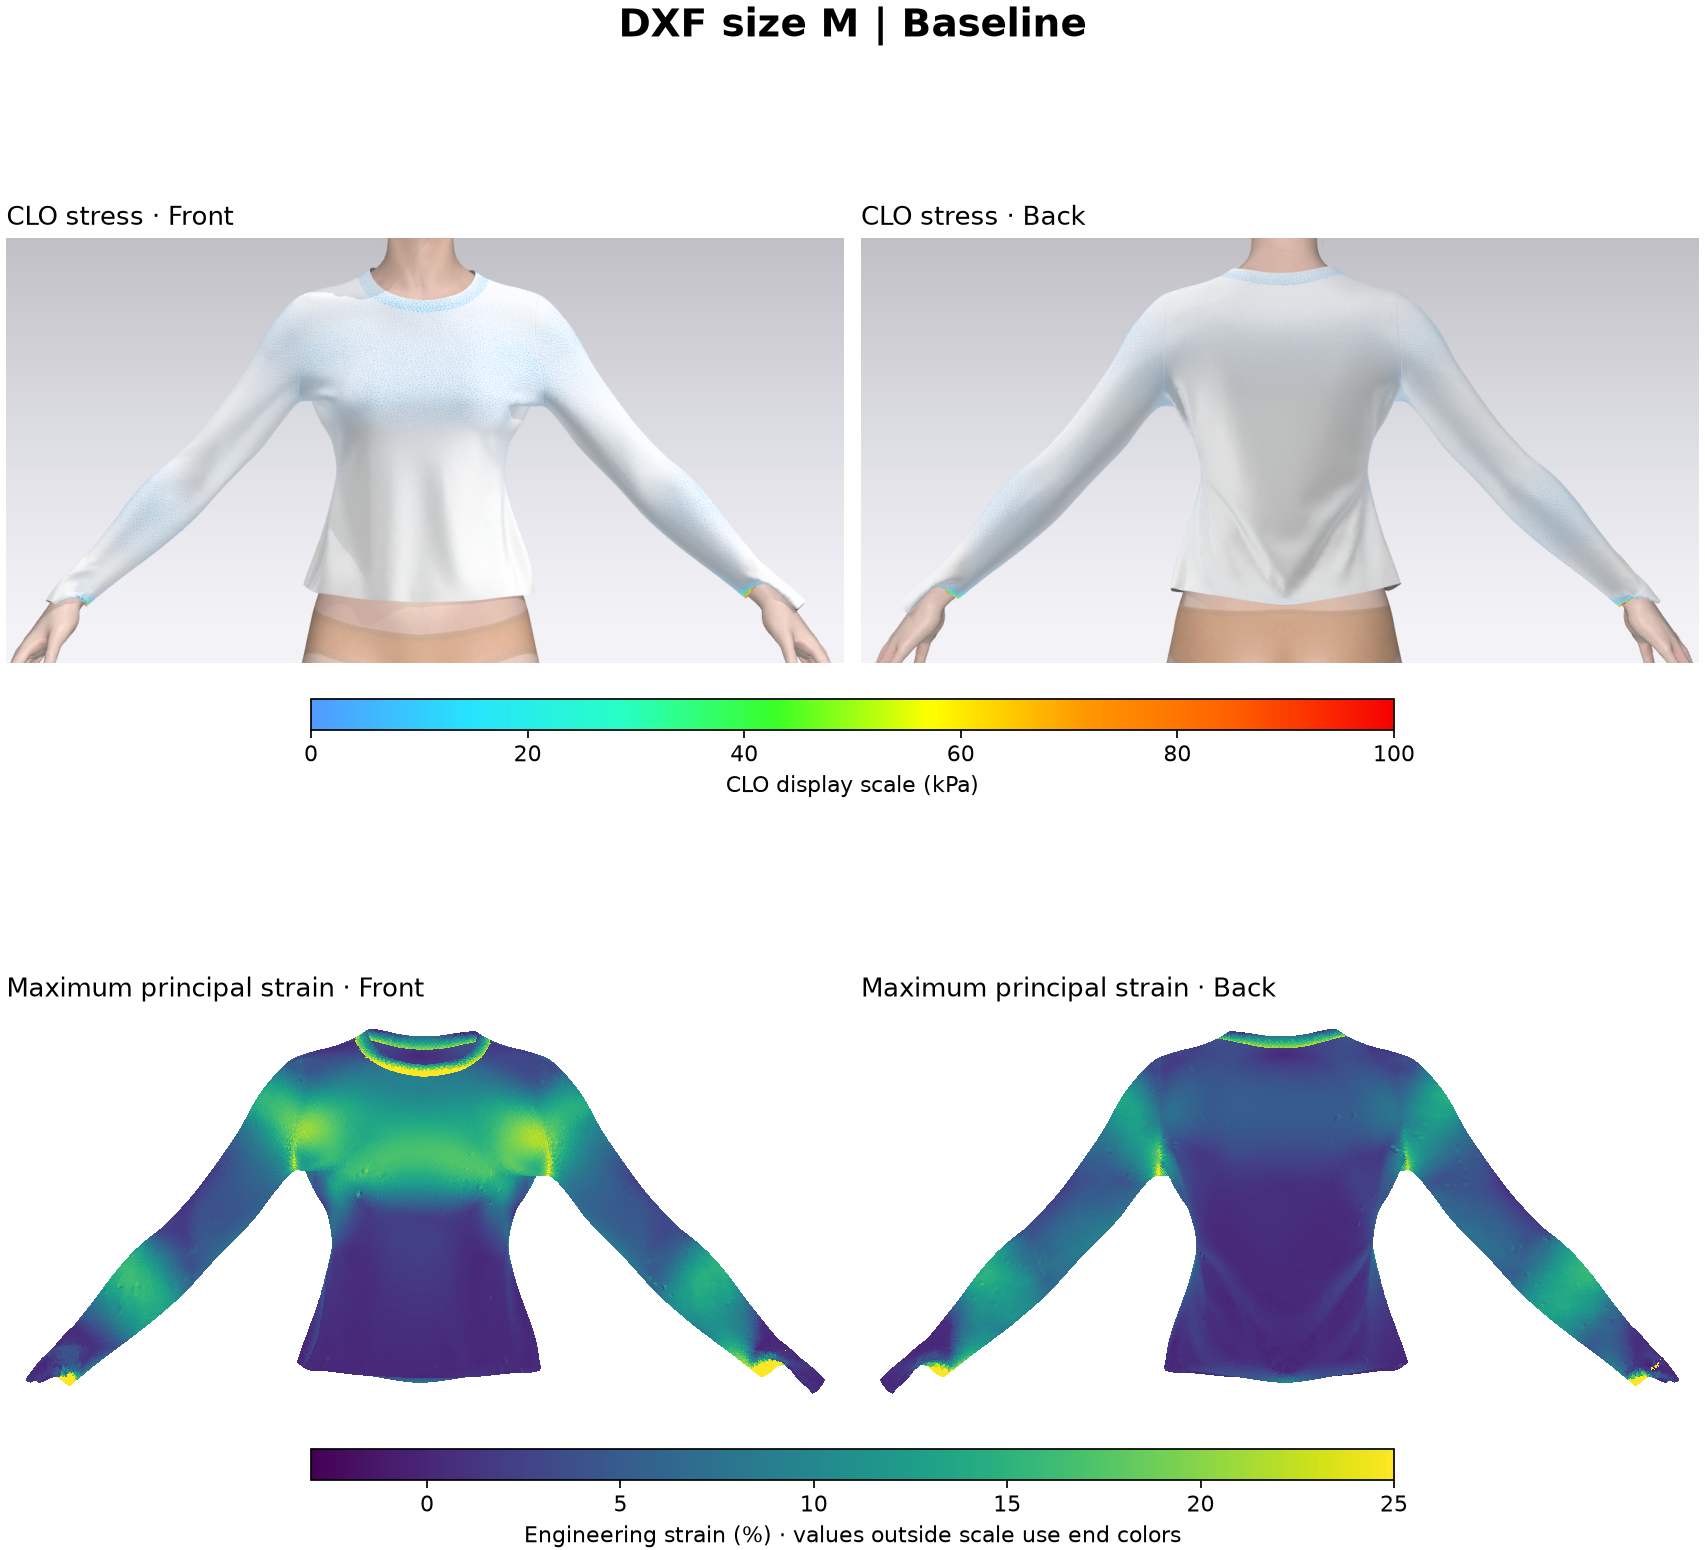 DXF size M | Baseline
CLO stress · Front
CLO stress · Back
0 20 40 60 80 100
CLO display scale (kPa)
Maximum principal strain · Front
Maximum principal strain · Back
0 5 10 15 20 25
Engineering strain (%) · values outside scale use end colors